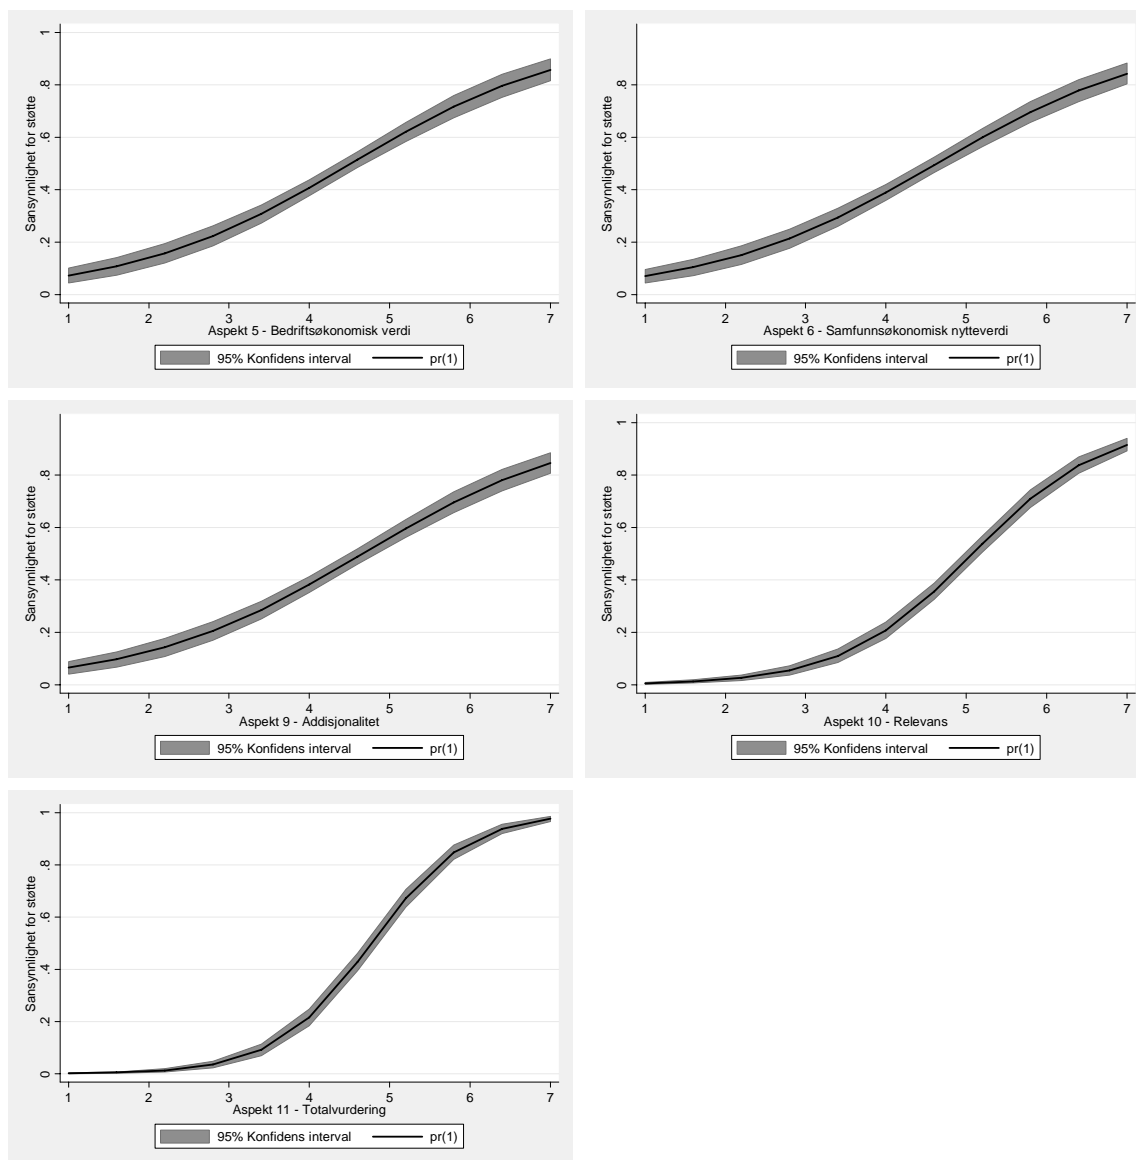 1
.8
.6
.4
.2
0
Sansynnlighet for støtte
1 2 3 4 5 6 7
Aspekt 5 - Bedriftsøkonomisk verdi
95% Konfidens interval pr(1)
.8
.6
.4
.2
0
Sansynnlighet for støtte
1 2 3 4 5 6 7
Aspekt 6 - Samfunnsøkonomisk nytteverdi
95% Konfidens interval pr(1)
.8
.6
.4
.2
0
Sansynnlighet for støtte
1 2 3 4 5 6 7
Aspekt 9 - Addisjonalitet
95% Konfidens interval pr(1)
1
.8
.6
.4
.2
0
Sansynnlighet for støtte
1 2 3 4 5 6 7
Aspekt 10 - Relevans
95% Konfidens interval pr(1)
1
.8
.6
.4
.2
0
Sansynnlighet for støtte
1 2 3 4 5 6 7
Aspekt 11 - Totalvurdering
95% Konfidens interval pr(1)